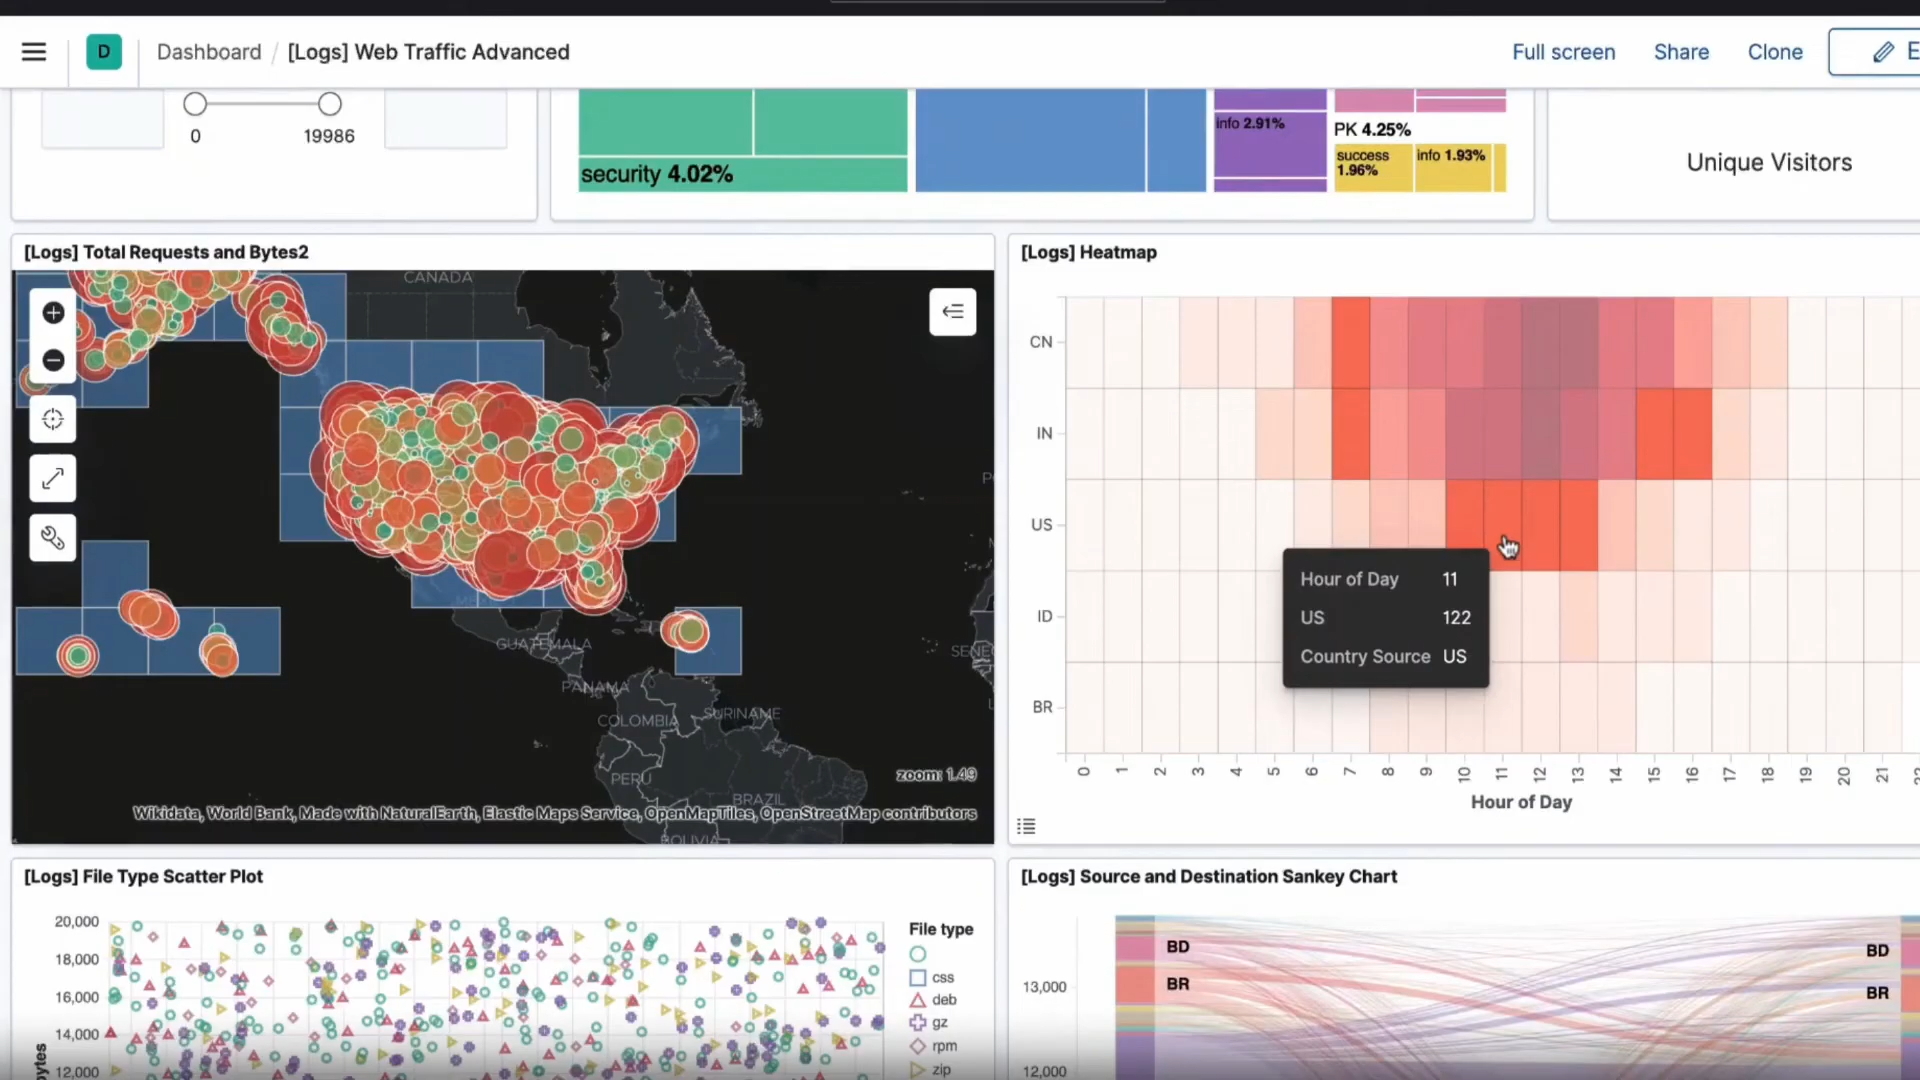 D
Dashboard / [Logs] Web Traffic Advanced
Full screen
Share
Clone
0
19986
security 4.02%
info 2.91%
PK 4.25%
success
1.96%
info 1.93%
Unique Visitors
[Logs] Total Requests and Bytes2
CANADA
GUATEMALA
PANAMA
COLOMBIA
SURINAME
PERU
BRAZIL
BOLIVIA
zoom: 1.49
Wikidata, World Bank, Made with NaturalEarth, Elastic Maps Service, OpenMapTiles, OpenStreetMap contributors
[Logs] Heatmap
CN
IN
US
ID
BR
Hour of Day 11
US 122
Country Source US
0 1 2 3 4 5 6 7 8 9 10 11 12 13 14 15 16 17 18 19 20 21
Hour of Day
[Logs] File Type Scatter Plot
20,000
18,000
16,000
14,000
12,000
bytes
File type
css
deb
gz
rpm
zip
[Logs] Source and Destination Sankey Chart
13,000
12,000
BD
BR
BD
BR